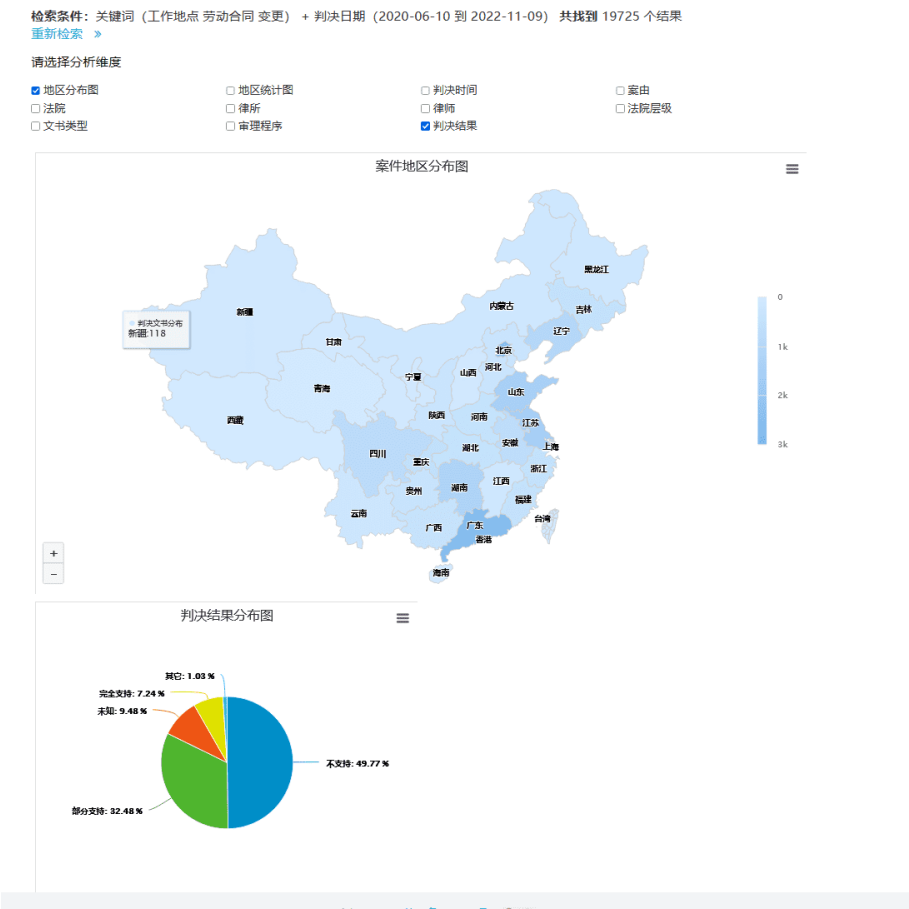 检索条件：关键词（工作地点 劳动合同 变更） + 判决日期（2020-06-10 到 2022-11-09） 共找到 19725 个结果
重新检索 »
请选择分析维度
地区分布图 地区统计图 判决时间 案由
法院 律所 律师 法院层级
文书类型 审理程序 判决结果
案件地区分布图
黑龙江
0
内蒙古
吉林
新疆
判决文书分布
新疆:118
辽宁
甘肃
北京
1k
河北
山西
宁夏
青海
山东
2k
陕西
河南
西藏
江苏
安徽
上海
3k
四川
湖北
重庆
浙江
江西
贵州
湖南
福建
云南
台湾
广西
广东
香港
+
海南
−
判决结果分布图
其它: 1.03 %
完全支持: 7.24 %
未知: 9.48 %
不支持: 49.77 %
部分支持: 32.48 %